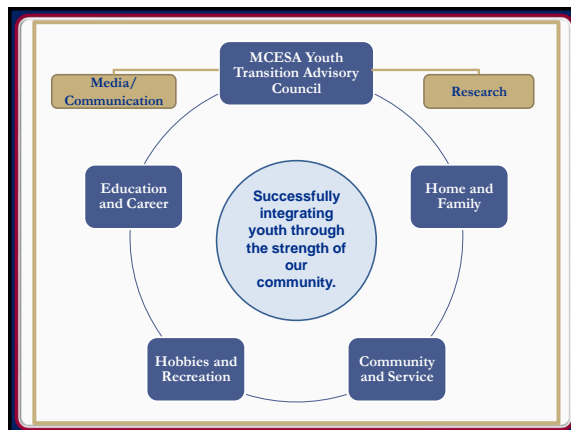 MCESA Youth
Transition Advisory
Council
Media/
Communication
Research
Education
and Career
Home and
Family
Successfully
integrating
youth through
the strength of
our
community.
Hobbies and
Recreation
Community
and Service